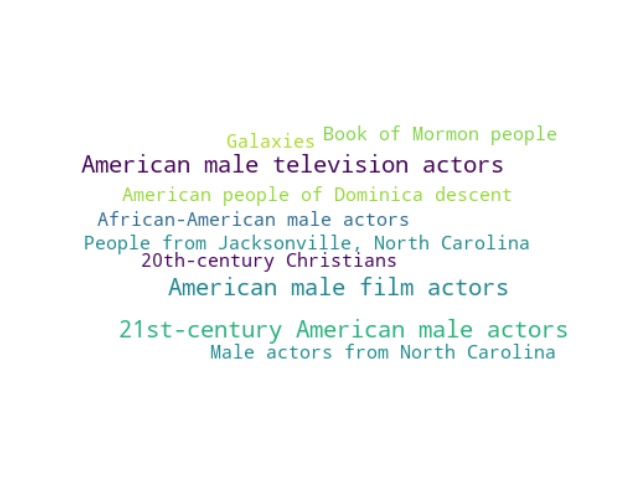 Galaxies
Book of Mormon people
American male television actors
American people of Dominica descent
African-American male actors
People from Jacksonville, North Carolina
20th-century Christians
American male film actors
21st-century American male actors
Male actors from North Carolina